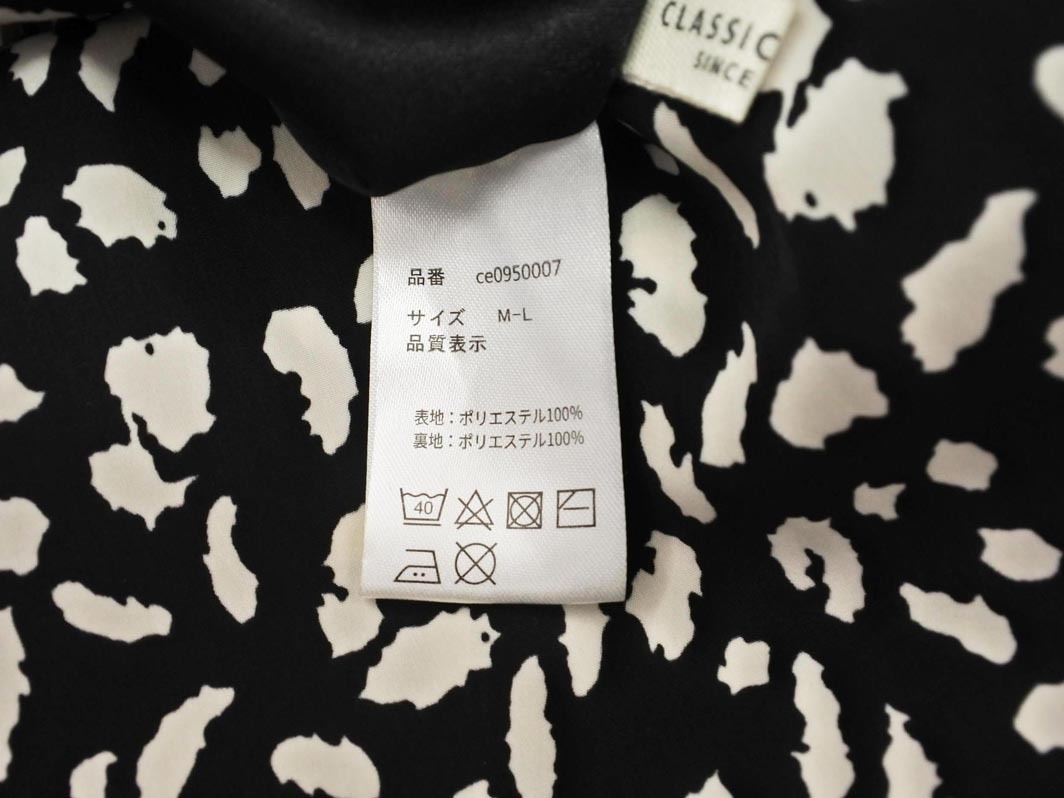 CLASSIC
SINCE
品番 ce0950007
サイズ M-L
品質表示
表地：ポリエステル100%
裏地：ポリエステル100%
40